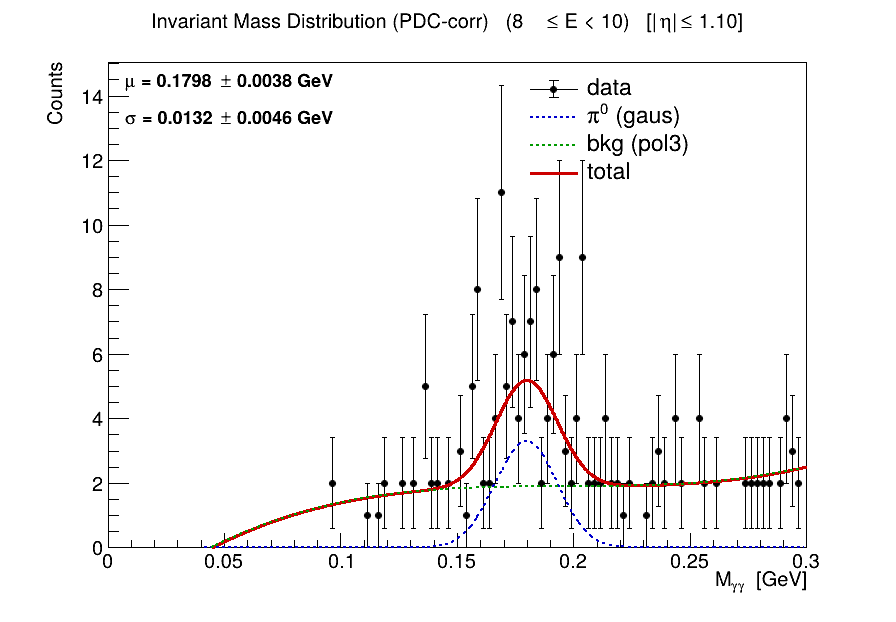 Invariant Mass Distribution (PDC-corr) (8 ≤ E < 10) [|η| ≤ 1.10]
Counts
μ = 0.1798 ± 0.0038 GeV
σ = 0.0132 ± 0.0046 GeV
data
π⁰ (gaus)
bkg (pol3)
total
14
12
10
8
6
4
2
0
0 0.05 0.1 0.15 0.2 0.25 0.3
Mγγ [GeV]